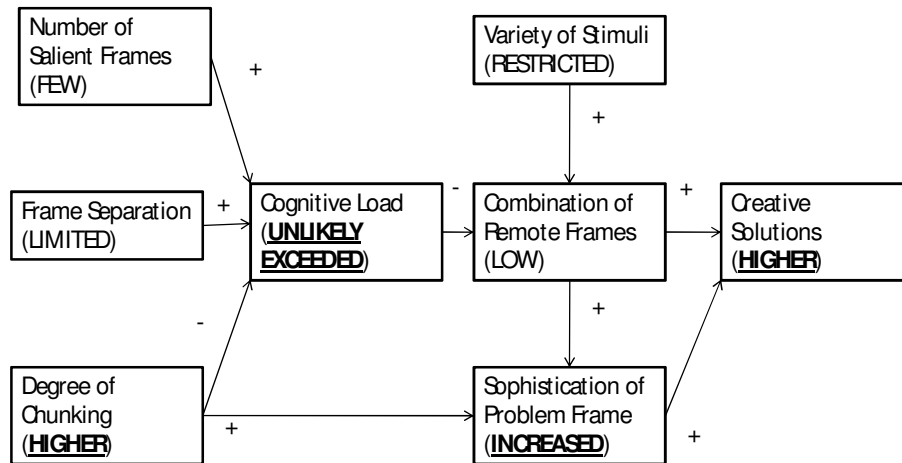 Number of
Salient Frames
(FEW)
+
Variety of Stimuli
(RESTRICTED)
+
Frame Separation
(LIMITED)
+
Cognitive Load
(UNLIKELY
EXCEEDED)
-
Combination of
Remote Frames
(LOW)
+
Creative
Solutions
(HIGHER)
-
+
Degree of
Chunking
(HIGHER)
+
Sophistication of
Problem Frame
(INCREASED)
+